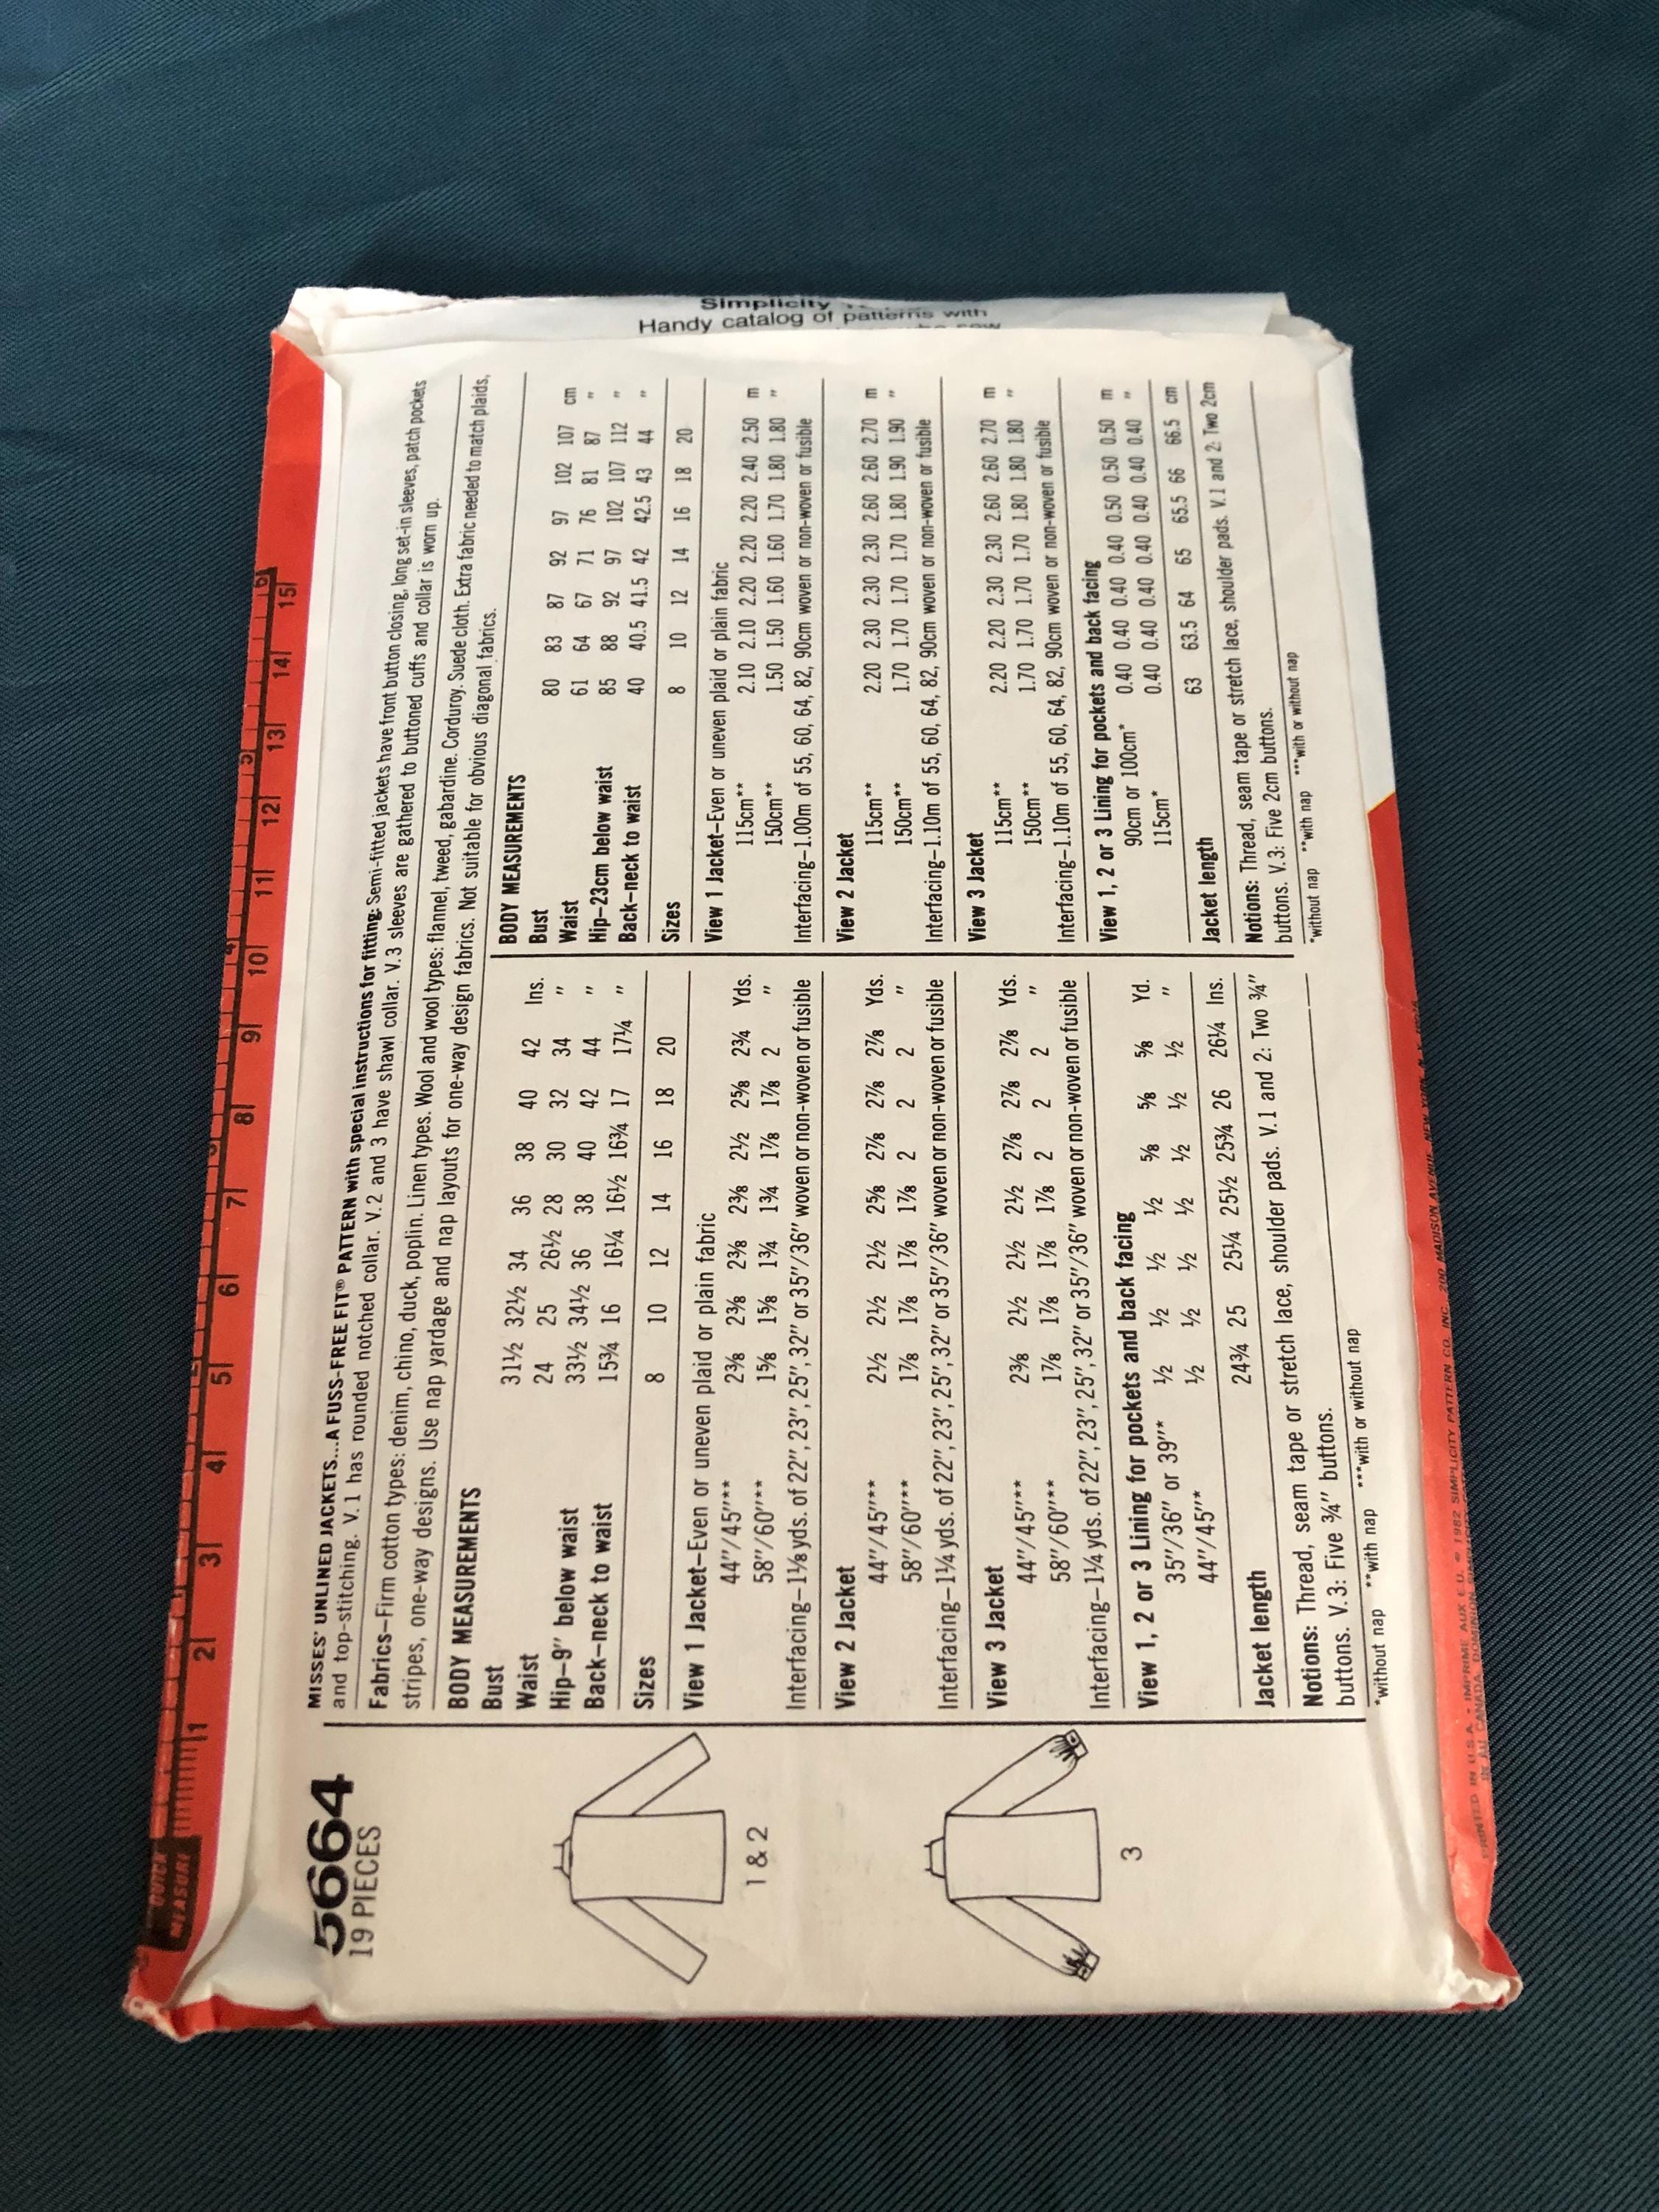 QUICK
MEASURE
1 2 3 4 5 6 7 8 9 10 11 12 13 14 15
5664
19 PIECES
1 & 2
3
MISSES' UNLINED JACKETS...A FUSS-FREE FIT® PATTERN with special instructions for fitting: Semi-fitted jackets have front button closing, long set-in sleeves, patch pockets
and top-stitching. V.1 has rounded notched collar. V.2 and 3 have shawl collar. V.3 sleeves are gathered to buttoned cuffs and collar is worn up.
Fabrics–Firm cotton types: denim, chino, duck, poplin. Linen types. Wool and wool types: flannel, tweed, gabardine. Corduroy. Suede cloth. Extra fabric needed to match plaids,
stripes, one-way designs. Use nap yardage and nap layouts for one-way design fabrics. Not suitable for obvious diagonal fabrics.
BODY MEASUREMENTS
Bust 31½ 32½ 34 36 38 40 42 Ins.
Waist 24 25 26½ 28 30 32 34 "
Hip–9" below waist 33½ 34½ 36 38 40 42 44 "
Back–neck to waist 15¾ 16 16¼ 16½ 16¾ 17 17¼ "
Sizes 8 10 12 14 16 18 20
View 1 Jacket–Even or uneven plaid or plain fabric
44"/45"** 2⅜ 2⅜ 2⅜ 2⅜ 2½ 2⅝ 2¾ Yds.
58"/60"** 1⅝ 1⅝ 1¾ 1¾ 1⅞ 1⅞ 2 "
Interfacing–1⅛ yds. of 22", 23", 25", 32" or 35"/36" woven or non-woven or fusible
View 2 Jacket
44"/45"** 2½ 2½ 2½ 2⅝ 2⅞ 2⅞ 2⅞ Yds.
58"/60"** 1⅞ 1⅞ 1⅞ 1⅞ 2 2 2 "
Interfacing–1¼ yds. of 22", 23", 25", 32" or 35"/36" woven or non-woven or fusible
View 3 Jacket
44"/45"** 2⅜ 2½ 2½ 2½ 2⅞ 2⅞ 2⅞ Yds.
58"/60"** 1⅞ 1⅞ 1⅞ 1⅞ 2 2 2 "
Interfacing–1¼ yds. of 22", 23", 25", 32" or 35"/36" woven or non-woven or fusible
View 1, 2 or 3 Lining for pockets and back facing
35"/36" or 39"* ½ ½ ½ ½ ⅝ ⅝ ⅝ Yd.
44"/45"* ½ ½ ½ ½ ½ ½ ½ "
Jacket length 24¾ 25 25¼ 25½ 25¾ 26 26¼ Ins.
Notions: Thread, seam tape or stretch lace, shoulder pads. V.1 and 2: Two ¾"
buttons. V.3: Five ¾" buttons.
*without nap **with nap ***with or without nap
BODY MEASUREMENTS
Bust 80 83 87 92 97 102 107 cm
Waist 61 64 67 71 76 81 87 "
Hip–23cm below waist 85 88 92 97 102 107 112 "
Back–neck to waist 40 40.5 41.5 42 42.5 43 44 "
Sizes 8 10 12 14 16 18 20
View 1 Jacket–Even or uneven plaid or plain fabric
115cm** 2.10 2.10 2.20 2.20 2.20 2.40 2.50 m
150cm** 1.50 1.50 1.60 1.60 1.70 1.80 1.80 "
Interfacing–1.00m of 55, 60, 64, 82, 90cm woven or non-woven or fusible
View 2 Jacket
115cm** 2.20 2.30 2.30 2.30 2.60 2.60 2.70 m
150cm** 1.70 1.70 1.70 1.70 1.80 1.90 1.90 "
Interfacing–1.10m of 55, 60, 64, 82, 90cm woven or non-woven or fusible
View 3 Jacket
115cm** 2.20 2.20 2.30 2.30 2.60 2.60 2.70 m
150cm** 1.70 1.70 1.70 1.70 1.80 1.80 1.80 "
Interfacing–1.10m of 55, 60, 64, 82, 90cm woven or non-woven or fusible
View 1, 2 or 3 Lining for pockets and back facing
90cm or 100cm* 0.40 0.40 0.40 0.40 0.50 0.50 0.50 m
115cm* 0.40 0.40 0.40 0.40 0.40 0.40 0.40 "
Jacket length 63 63.5 64 65 65.5 66 66.5 cm
Notions: Thread, seam tape or stretch lace, shoulder pads. V.1 and 2: Two 2cm
buttons. V.3: Five 2cm buttons.
*without nap **with nap ***with or without nap
Simplicity
Handy catalog of patterns with
PRINTED IN U.S.A. - IMPRIME AUX E.U. © 1982 SIMPLICITY PATTERN CO. INC. 200 MADISON AVENUE, NEW YORK